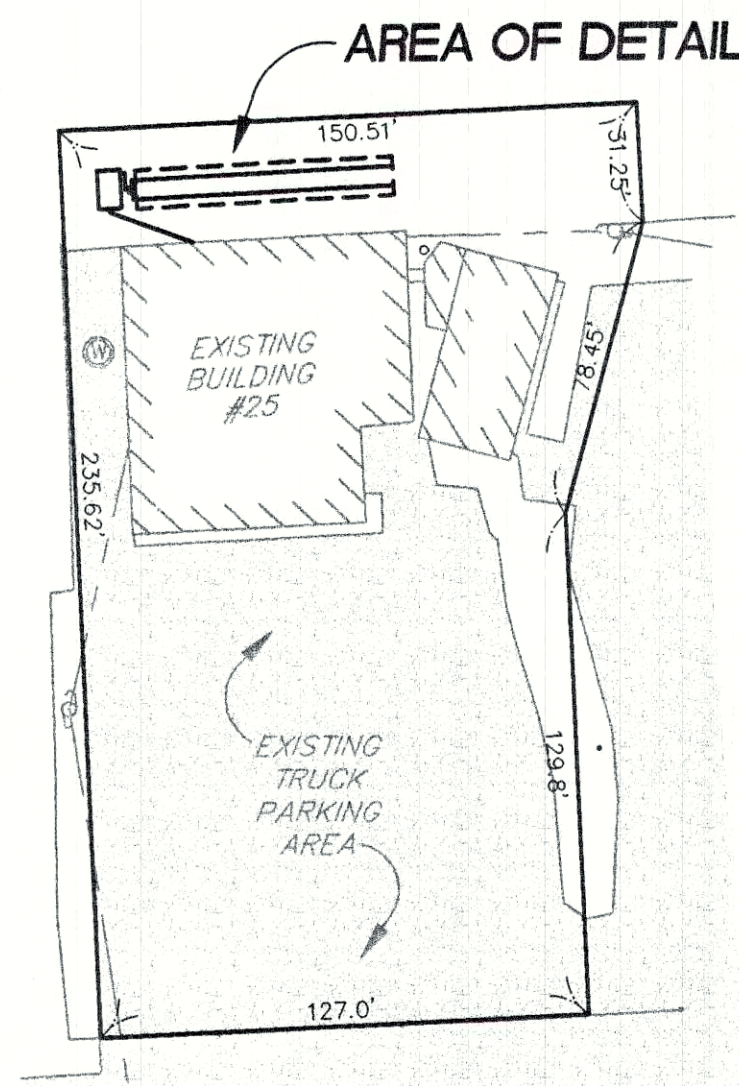 AREA OF DETAIL
150.51'
31.25'
EXISTING
BUILDING
#25
W
78.45'
235.62'
EXISTING
TRUCK
PARKING
AREA
129.8'
127.0'